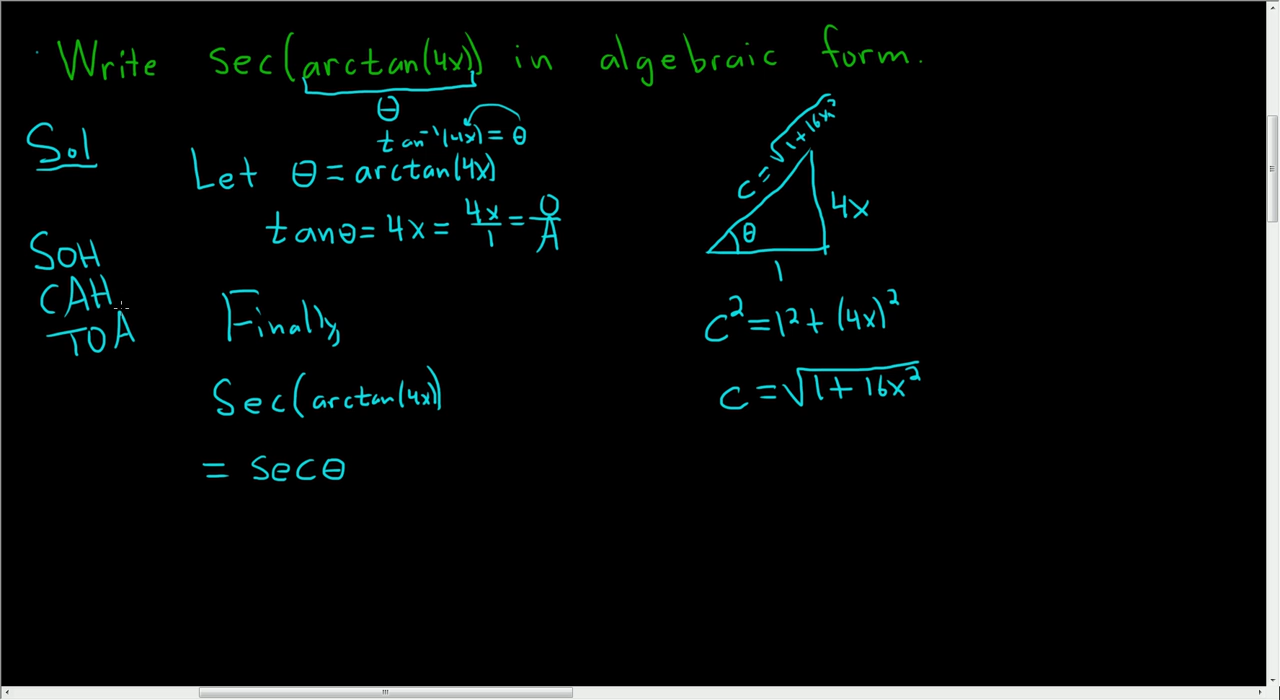 Write sec(arctan(4x)) in algebraic form.
θ
tan⁻¹(4x) = θ
Sol
Let θ = arctan(4x)
tanθ = 4x = 4x/1 = O/A
SOH
CAH
TOA
Finally,
Sec(arctan(4x))
= secθ
c = √1+16x²
4x
θ
1
c² = 1² + (4x)²
c = √1+16x²